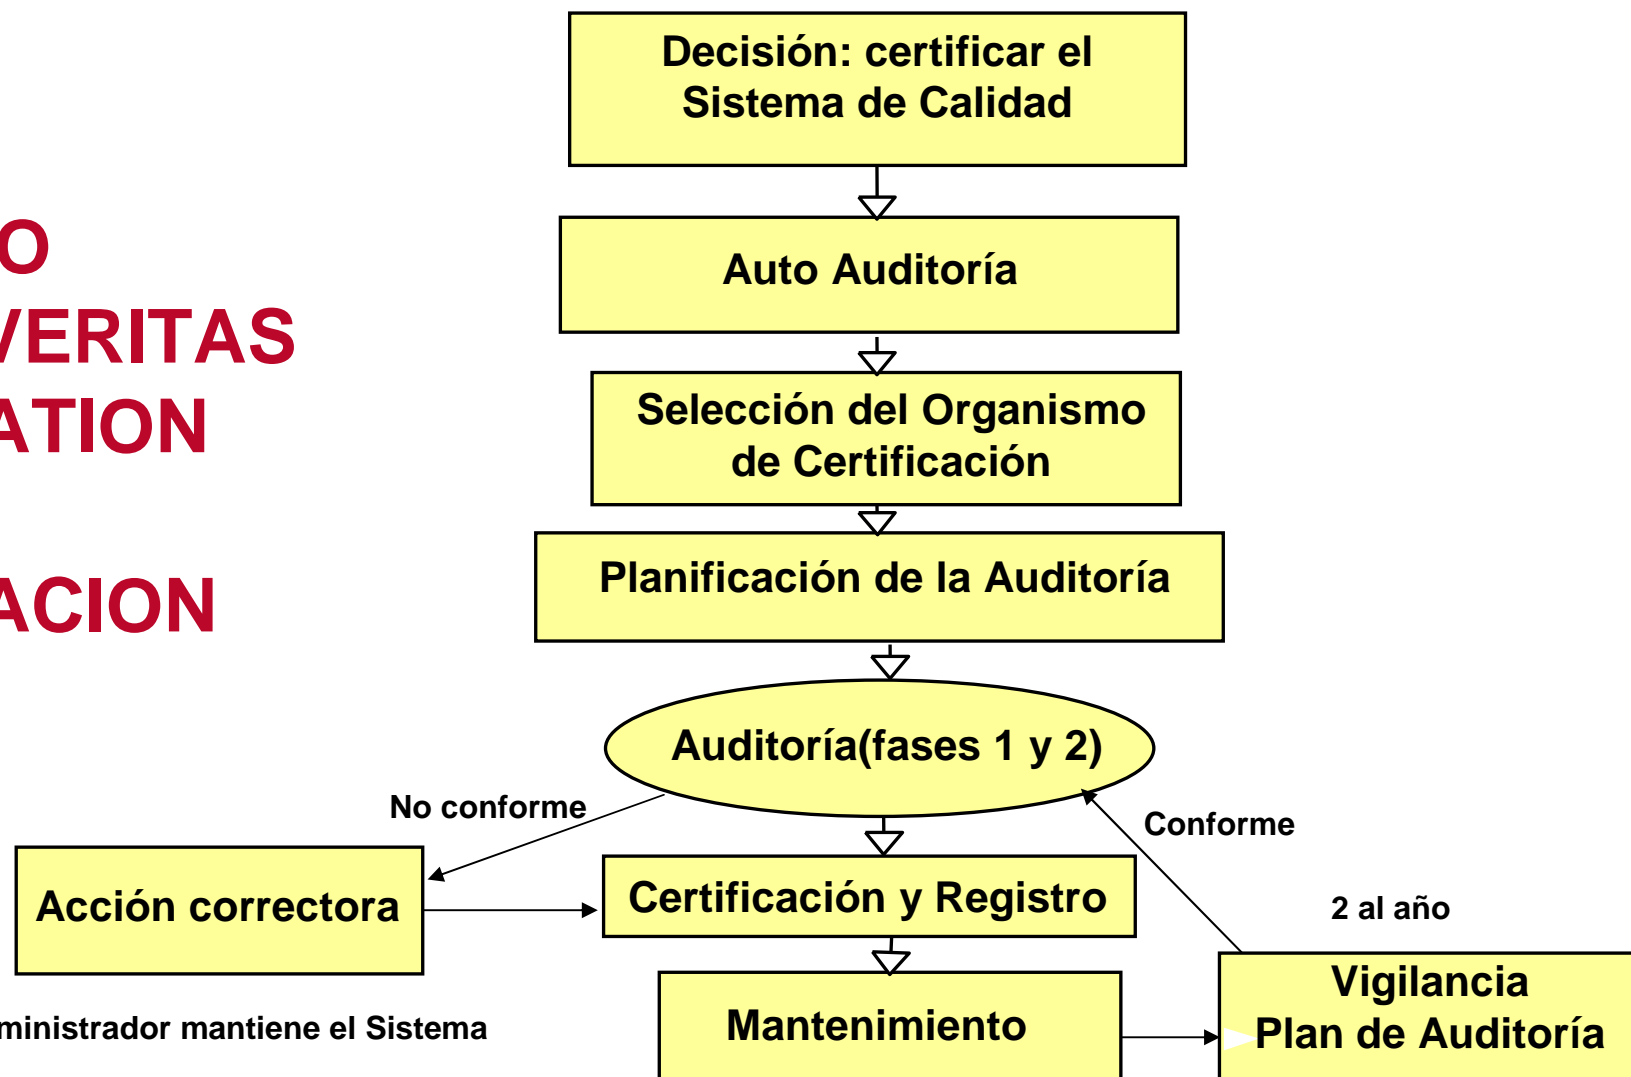 Decisión: certificar el
Sistema de Calidad
O
VERITAS
ATION
ACION
Auto Auditoría
Selección del Organismo
de Certificación
Planificación de la Auditoría
Auditoría(fases 1 y 2)
No conforme
Conforme
Acción correctora
Certificación y Registro
2 al año
Mantenimiento
Vigilancia
Plan de Auditoría
ministrador mantiene el Sistema